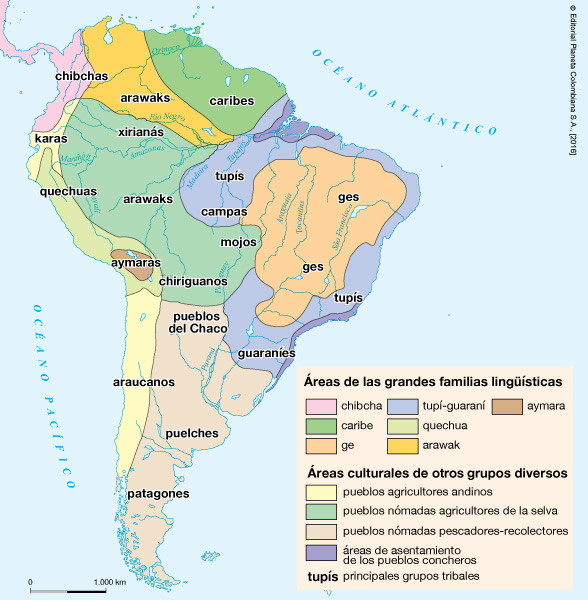 © Editorial Planeta Colombiana S.A., [2016]
OCÉANO ATLÁNTICO
OCÉANO PACÍFICO
Orinoco
chibchas
arawaks
caribes
Río Negro
xirianás
karas
Amazonas
Marañón
Madeira
Tapajós
tupís
quechuas
Ucayali
arawaks
campas
Araguaia
Tocantins
São Francisco
ges
mojos
aymaras
chiriguanos
Paraguay
ges
tupís
pueblos
del Chaco
Paraná
guaraníes
araucanos
puelches
patagones
Áreas de las grandes familias lingüísticas
chibcha
tupí-guaraní
aymara
caribe
quechua
ge
arawak
Áreas culturales de otros grupos diversos
pueblos agricultores andinos
pueblos nómadas agricultores de la selva
pueblos nómadas pescadores-recolectores
áreas de asentamiento
de los pueblos concheros
tupís principales grupos tribales
0 1.000 km